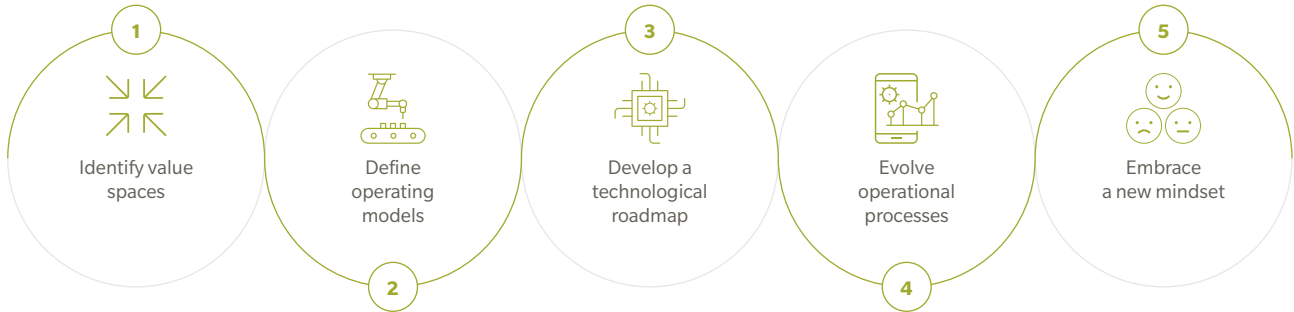 1
Identify value
spaces
2
Define
operating
models
3
Develop a
technological
roadmap
4
Evolve
operational
processes
5
Embrace
a new mindset